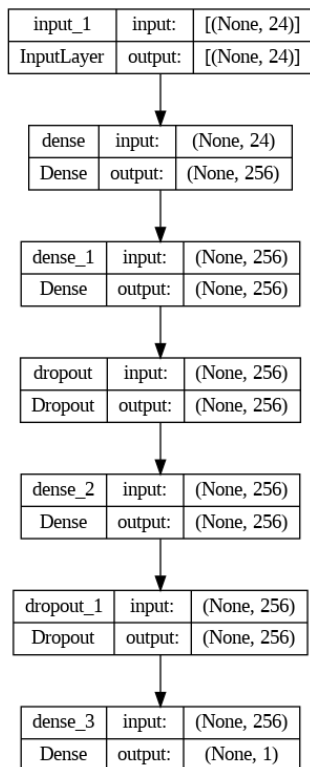 input_1 input: [(None, 24)]
InputLayer output: [(None, 24)]
dense input: (None, 24)
Dense output: (None, 256)
dense_1 input: (None, 256)
Dense output: (None, 256)
dropout input: (None, 256)
Dropout output: (None, 256)
dense_2 input: (None, 256)
Dense output: (None, 256)
dropout_1 input: (None, 256)
Dropout output: (None, 256)
dense_3 input: (None, 256)
Dense output: (None, 1)